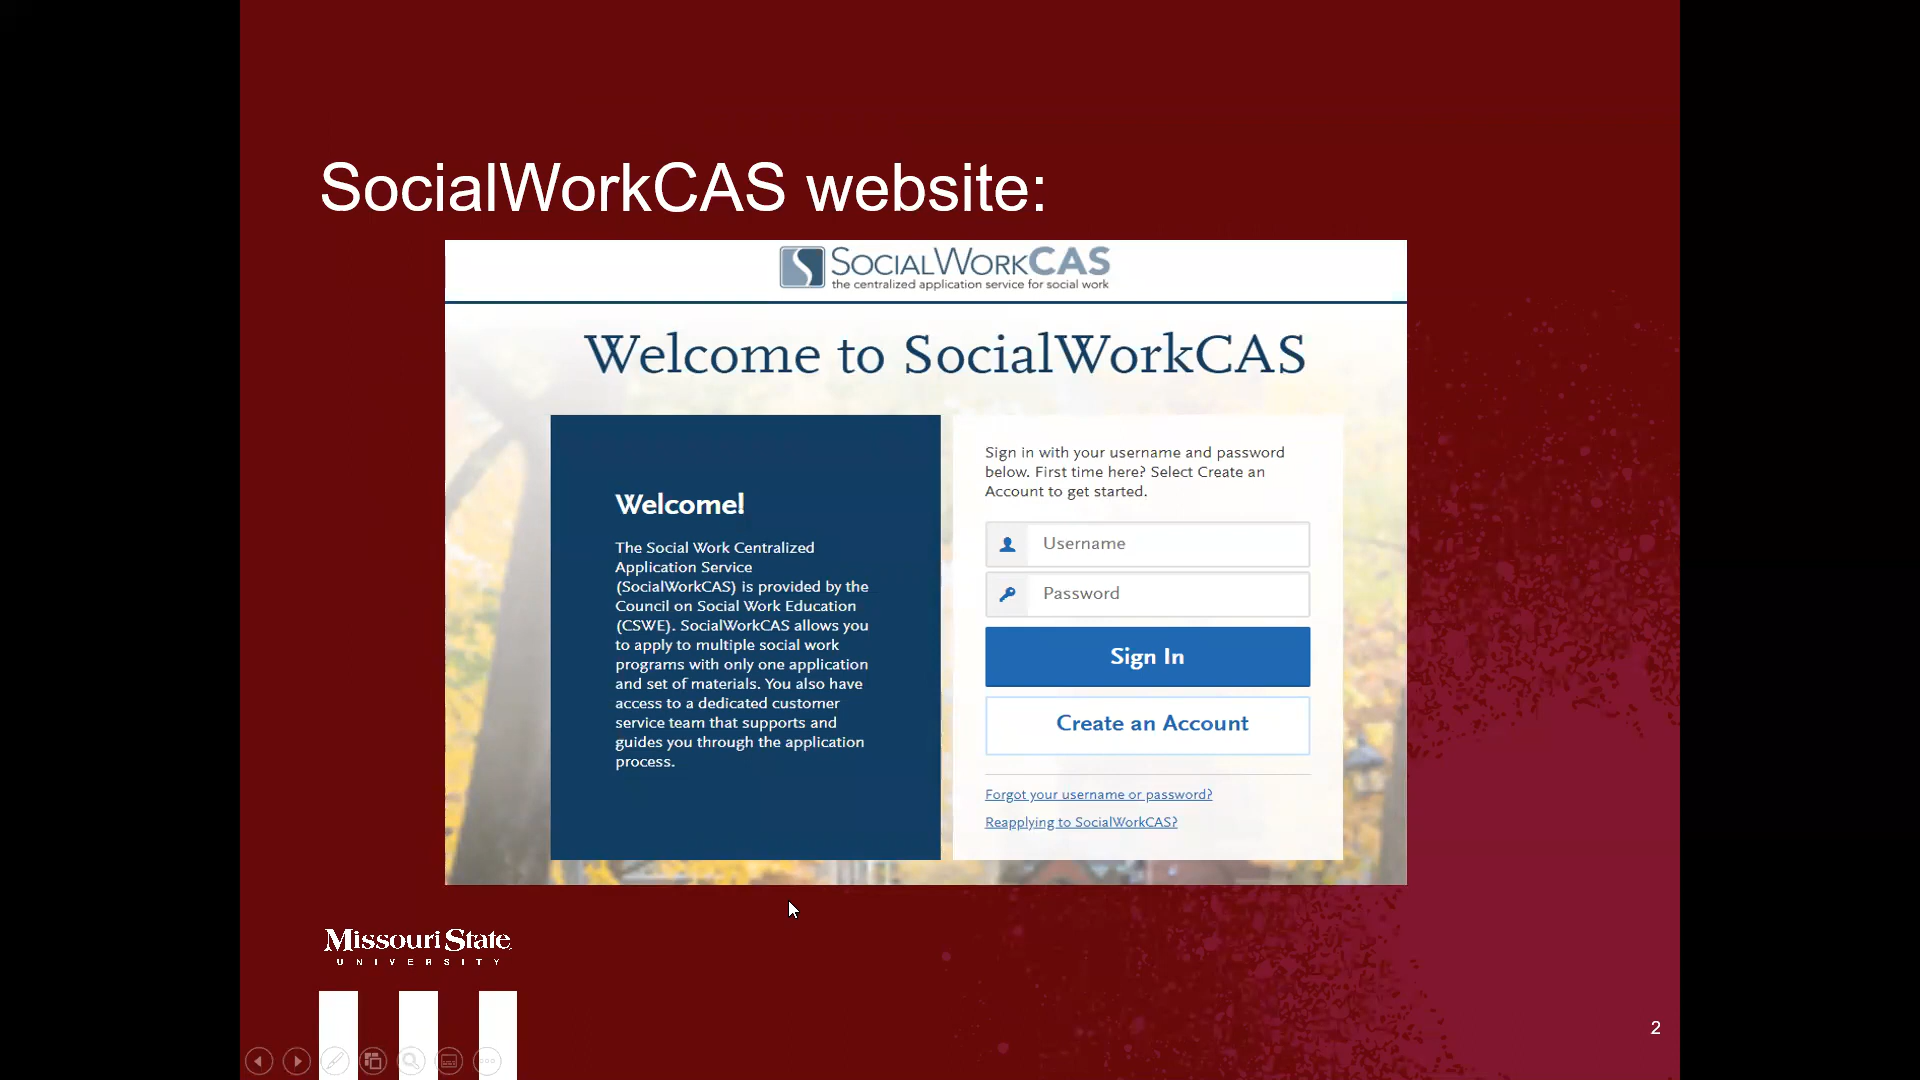 SocialWorkCAS website:
SocialWorkCAS
the centralized application service for social work
Welcome to SocialWorkCAS
Welcome!
The Social Work Centralized
Application Service
(SocialWorkCAS) is provided by the
Council on Social Work Education
(CSWE). SocialWorkCAS allows you
to apply to multiple social work
programs with only one application
and set of materials. You also have
access to a dedicated customer
service team that supports and
guides you through the application
process.
Sign in with your username and password
below. First time here? Select Create an
Account to get started.
Username
Password
Sign In
Create an Account
Forgot your username or password?
Reapplying to SocialWorkCAS?
Missouri State
UNIVERSITY
2